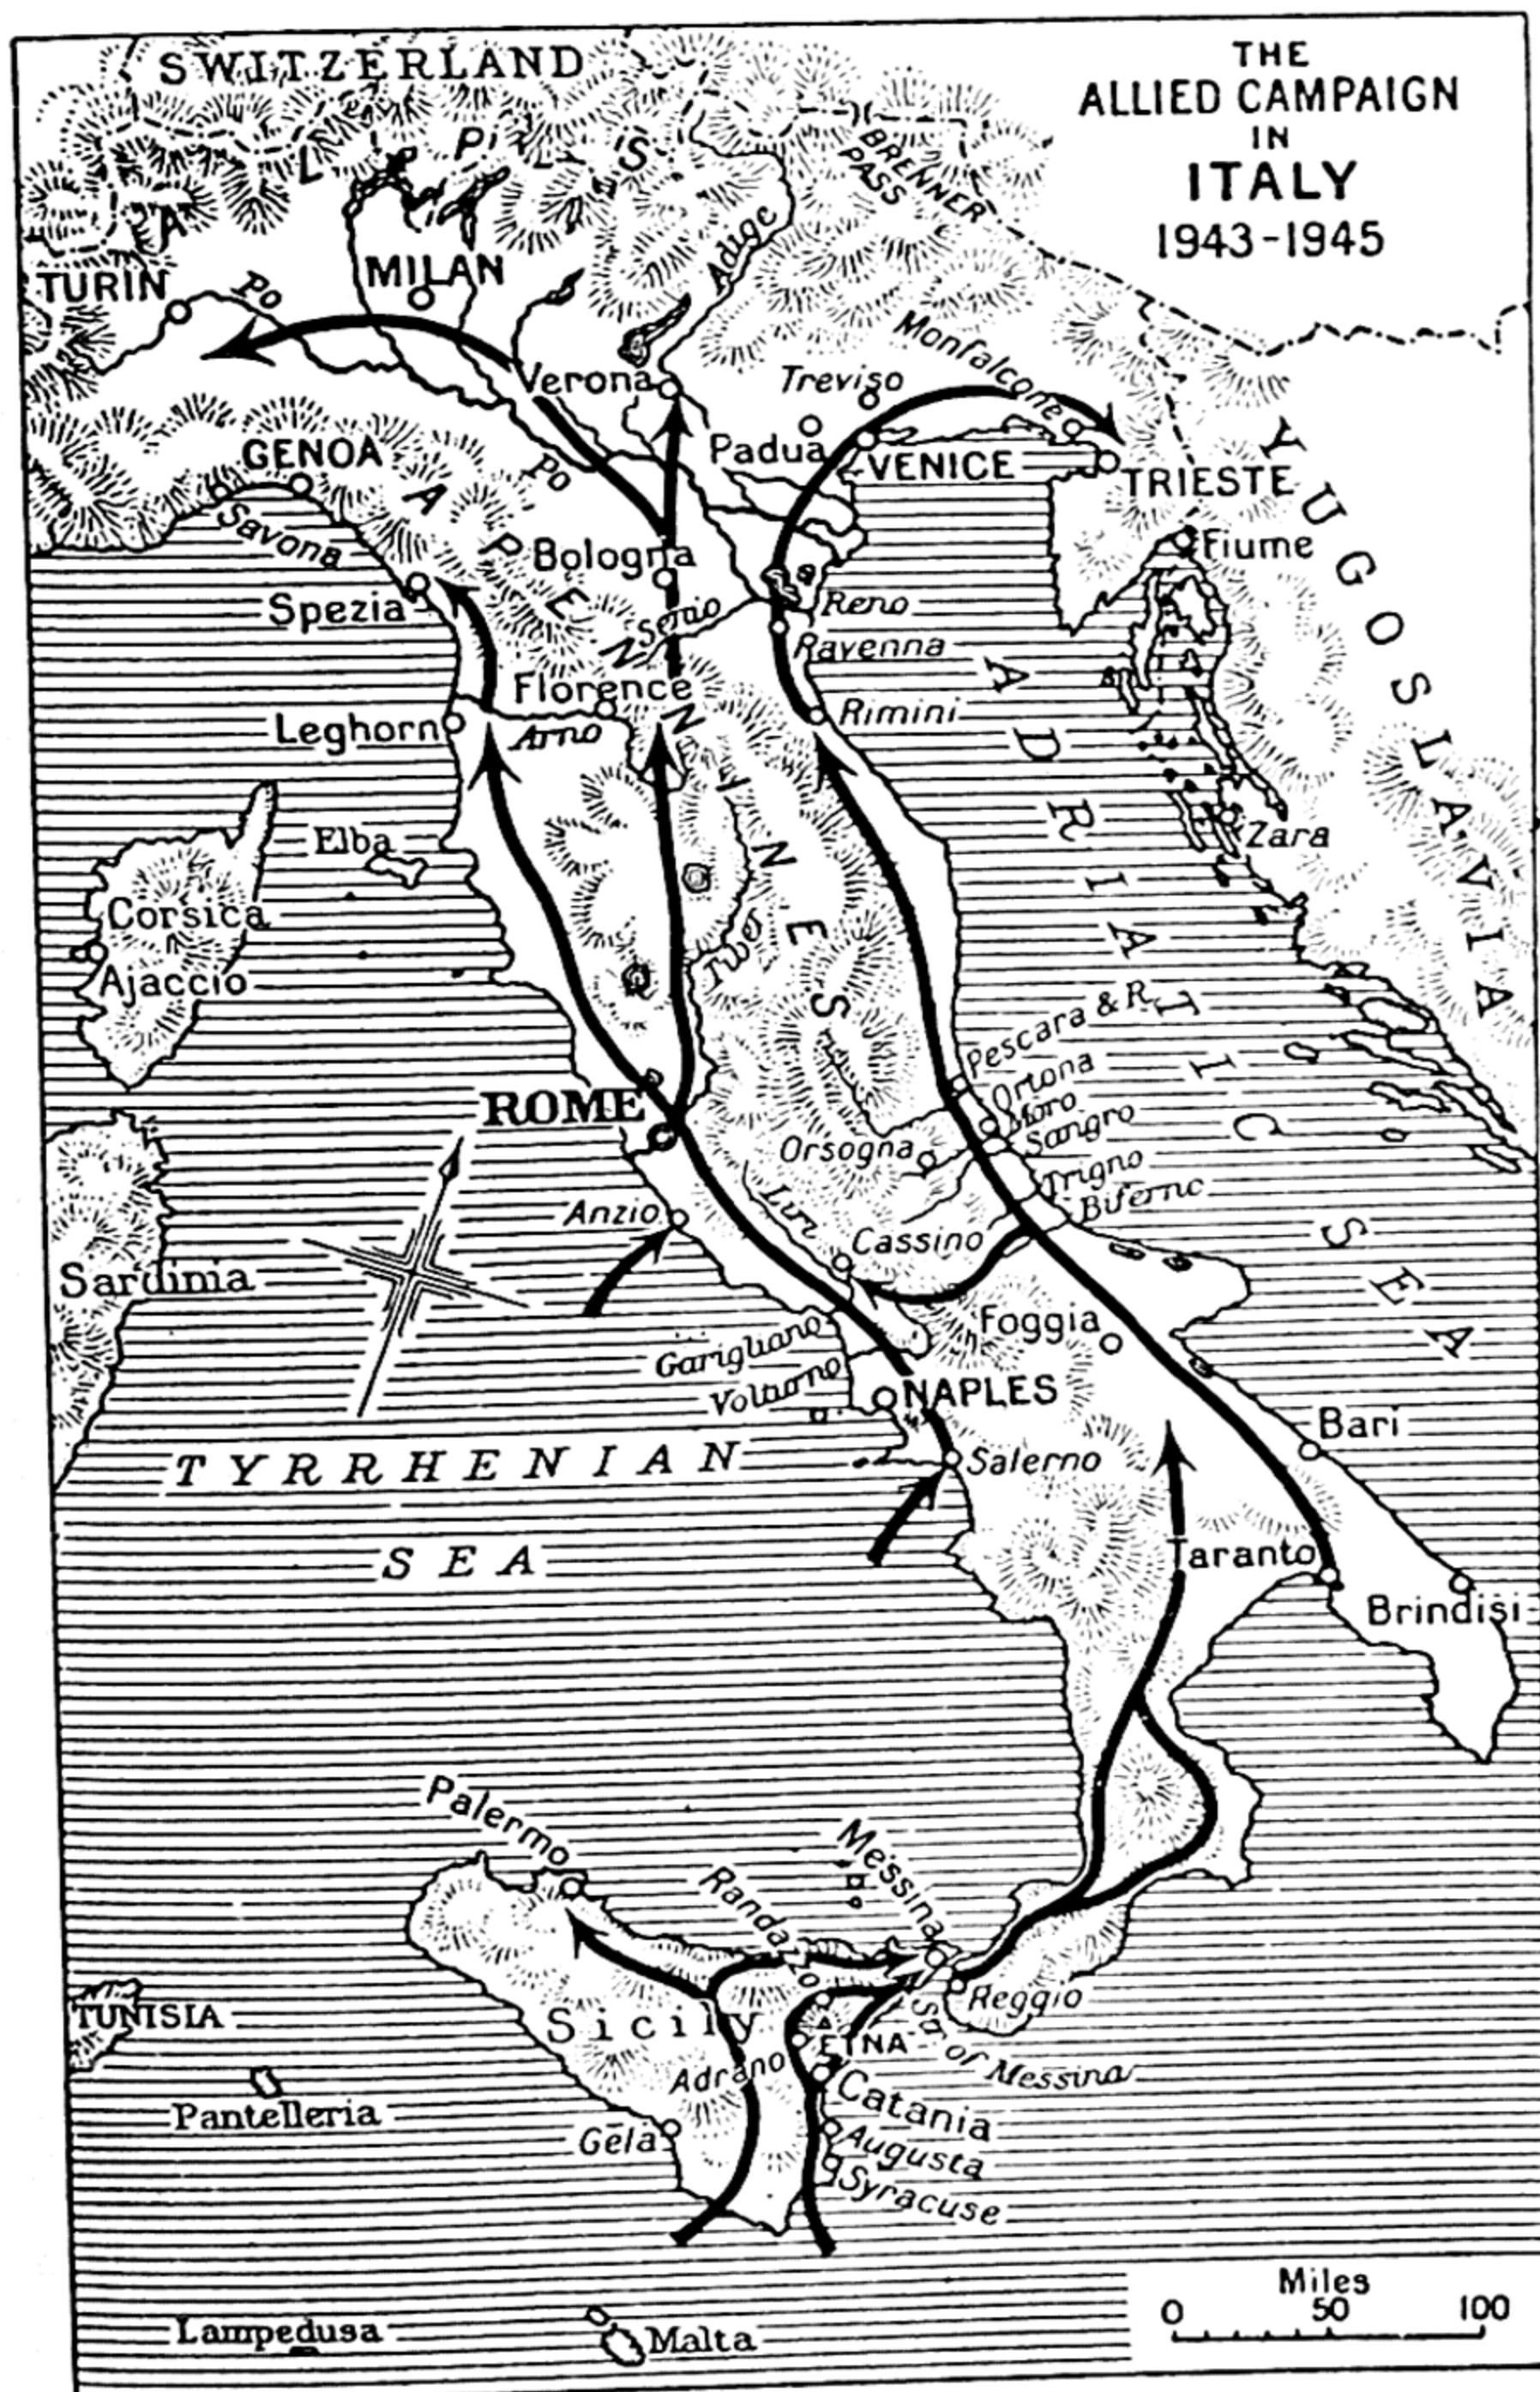 THE
ALLIED CAMPAIGN
IN
ITALY
1943-1945
SWITZERLAND
ALPS
BRENNER
PASS
Adige
TURIN
Po
MILAN
Verona
Treviso
Monfalcone
Padua
VENICE
TRIESTE
GENOA
Savona
Po
Bologna
Fiume
YUGOSLAVIA
Spezia
Senio
Reno
Ravenna
APENNINES
Florence
Leghorn
Arno
Rimini
ADRIATIC SEA
Elba
Zara
Corsica
Ajaccio
Tiber
Pescara & R.
Ortona
Moro
Sangro
ROME
Orsogna
Trigno
Biferno
Anzio
Liri
Cassino
Sardinia
Foggia
Garigliano
Volturno
NAPLES
Bari
TYRRHENIAN
SEA
Salerno
Taranto
Brindisi
Palermo
Messina
Randazzo
Reggio
TUNISIA
Sicily
ETNA
Str. of Messina
Adrano
Catania
Pantelleria
Gela
Augusta
Syracuse
Miles
0 50 100
Lampedusa
Malta